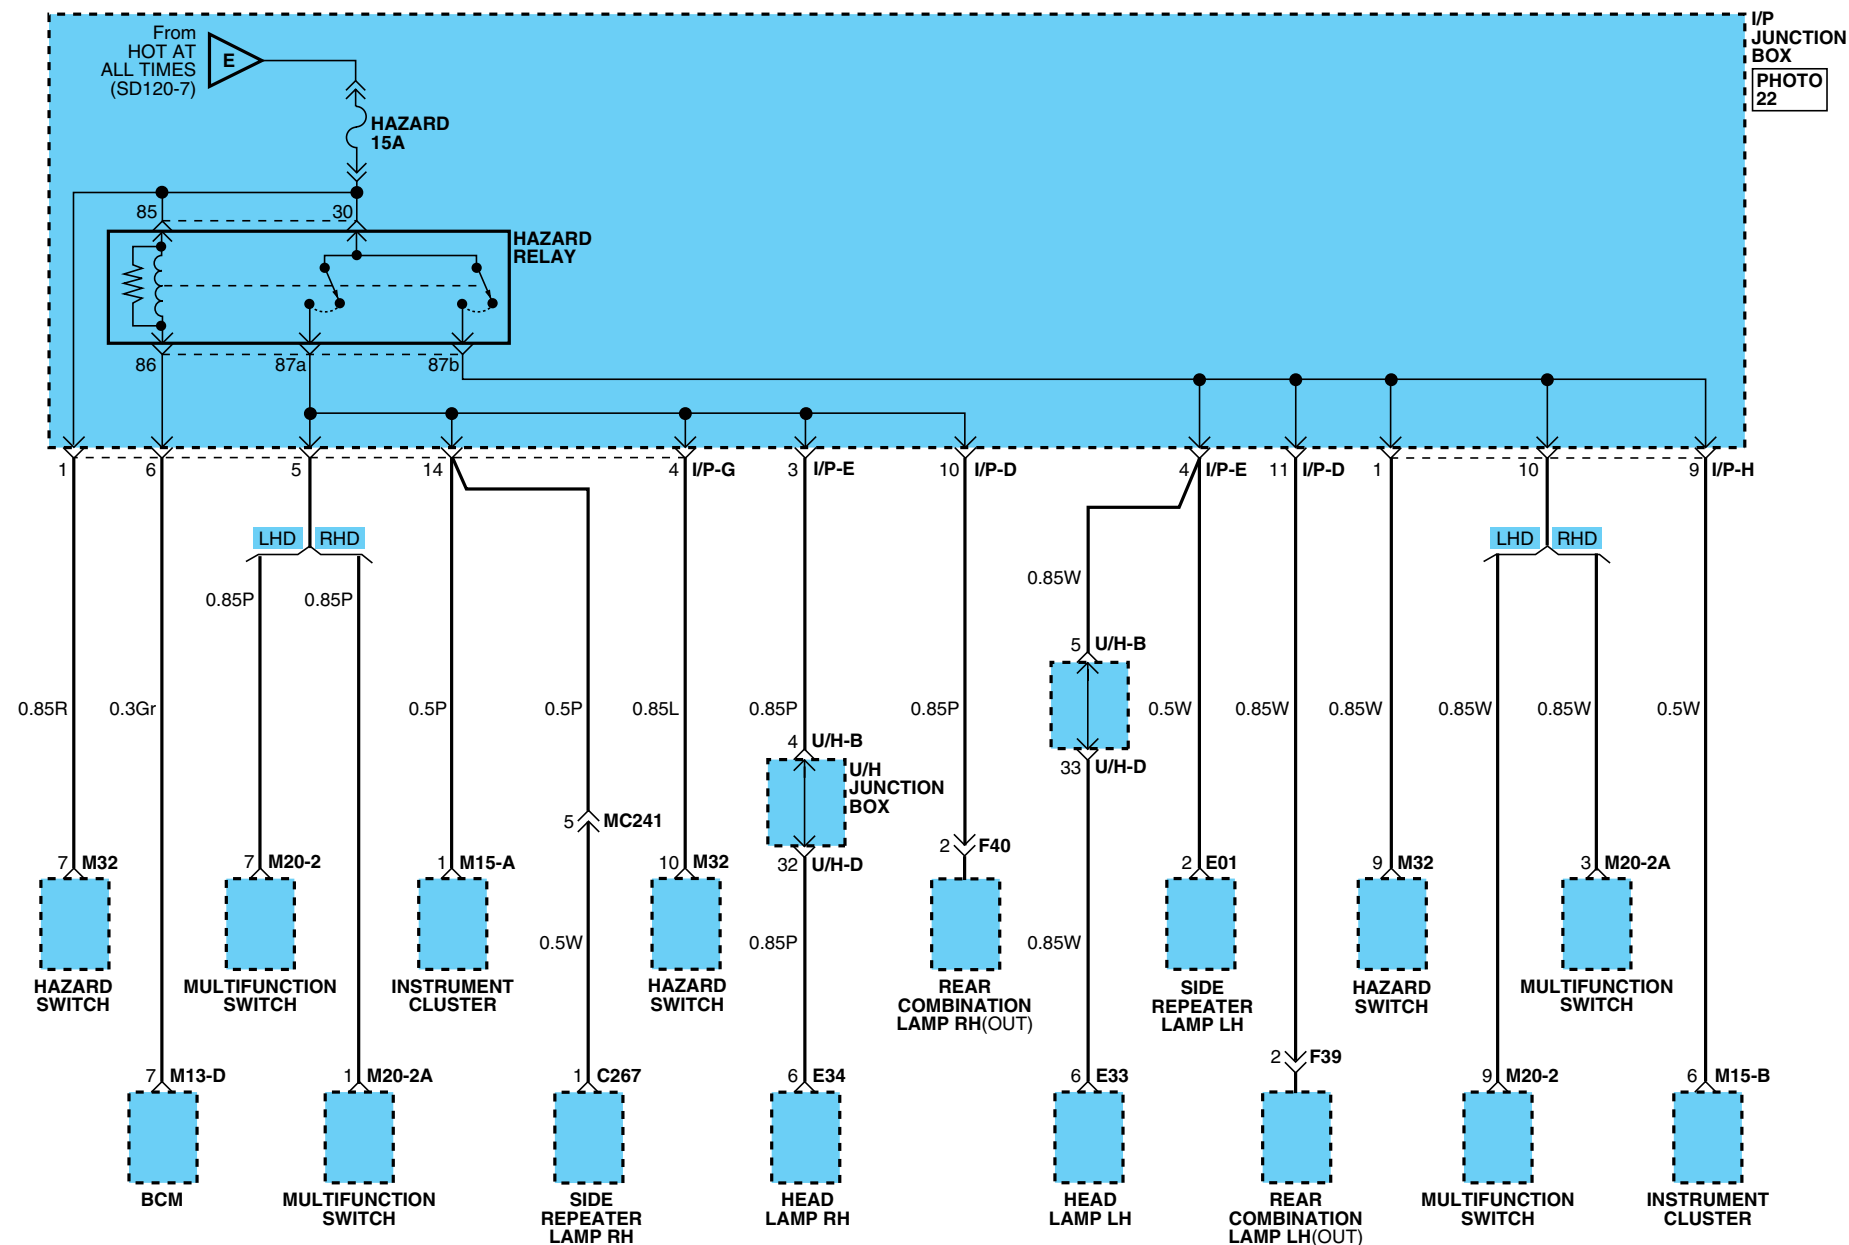 From
HOT AT
ALL TIMES
(SD120-7)
E
I/P
JUNCTION
BOX
PHOTO
22
HAZARD
15A
85
30
HAZARD
RELAY
86
87a
87b
1
6
5
14
4 I/P-G
3 I/P-E
10 I/P-D
4 I/P-E
11 I/P-D
1
10
9 I/P-H
LHD RHD
LHD RHD
0.85W
0.85P
0.85P
5 U/H-B
0.85R
0.3Gr
0.5P
0.5P
0.85L
0.85P
0.85P
0.5W
0.85W
0.85W
0.85W
0.85W
0.5W
4 U/H-B
33 U/H-D
U/H
JUNCTION
BOX
5 MC241
2 F40
32 U/H-D
7 M32
7 M20-2
1 M15-A
10 M32
2 E01
9 M32
3 M20-2A
0.5W
0.85P
0.85W
HAZARD
SWITCH
MULTIFUNCTION
SWITCH
INSTRUMENT
CLUSTER
HAZARD
SWITCH
REAR
COMBINATION
LAMP RH(OUT)
SIDE
REPEATER
LAMP LH
HAZARD
SWITCH
MULTIFUNCTION
SWITCH
2 F39
7 M13-D
1 M20-2A
1 C267
6 E34
6 E33
9 M20-2
6 M15-B
BCM
MULTIFUNCTION
SWITCH
SIDE
REPEATER
LAMP RH
HEAD
LAMP RH
HEAD
LAMP LH
REAR
COMBINATION
LAMP LH(OUT)
MULTIFUNCTION
SWITCH
INSTRUMENT
CLUSTER